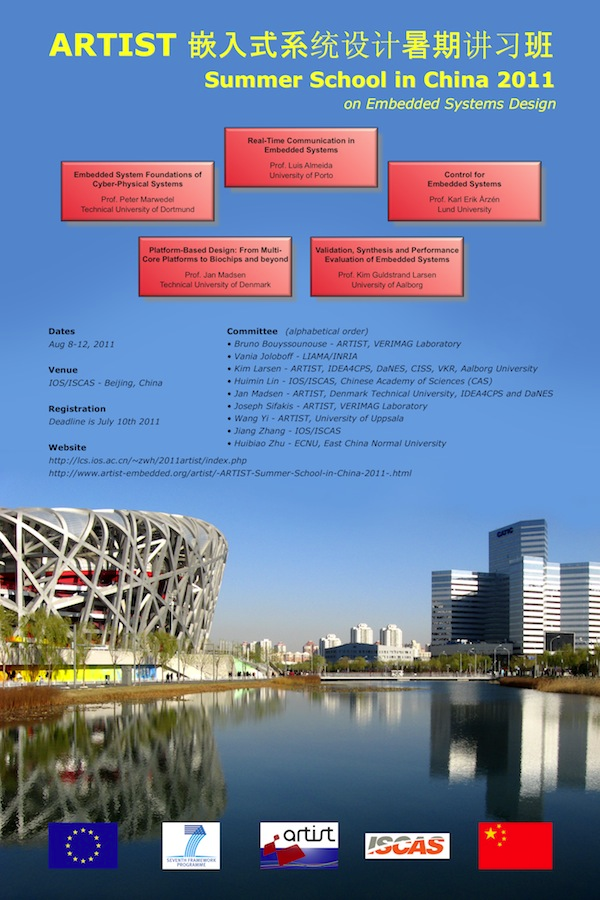 ARTIST 嵌入式系统设计暑期讲习班
Summer School in China 2011
on Embedded Systems Design
Real-Time Communication in
Embedded Systems
Prof. Luis Almeida
University of Porto
Embedded System Foundations of
Cyber-Physical Systems
Prof. Peter Marwedel
Technical University of Dortmund
Control for
Embedded Systems
Prof. Karl Erik Årzén
Lund University
Platform-Based Design: From Multi-
Core Platforms to Biochips and beyond
Prof. Jan Madsen
Technical University of Denmark
Validation, Synthesis and Performance
Evaluation of Embedded Systems
Prof. Kim Guldstrand Larsen
University of Aalborg
Dates
Aug 8-12, 2011
Venue
IOS/ISCAS - Beijing, China
Registration
Deadline is July 10th 2011
Website
http://lcs.ios.ac.cn/~zwh/2011artist/index.php
http://www.artist-embedded.org/artist/-ARTIST-Summer-School-in-China-2011-.html
Committee (alphabetical order)
• Bruno Bouyssounouse - ARTIST, VERIMAG Laboratory
• Vania Joloboff - LIAMA/INRIA
• Kim Larsen - ARTIST, IDEA4CPS, DaNES, CISS, VKR, Aalborg University
• Huimin Lin - IOS/ISCAS, Chinese Academy of Sciences (CAS)
• Jan Madsen - ARTIST, Denmark Technical University, IDEA4CPS and DaNES
• Joseph Sifakis - ARTIST, VERIMAG Laboratory
• Wang Yi - ARTIST, University of Uppsala
• Jiang Zhang - IOS/ISCAS
• Huibiao Zhu - ECNU, East China Normal University
CATIC
SEVENTH FRAMEWORK
PROGRAMME
artist
ISCAS